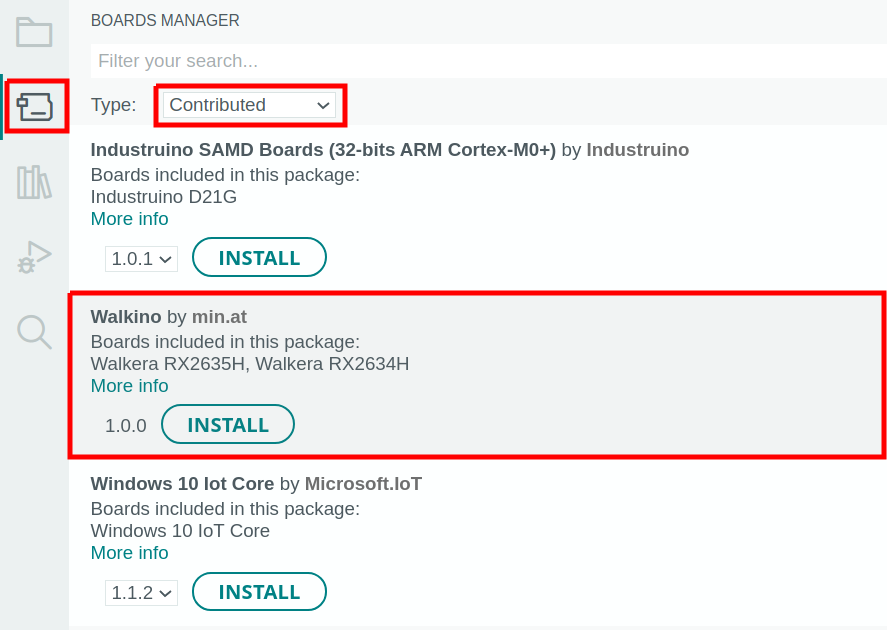 BOARDS MANAGER
Filter your search...
Type: Contributed
Industruino SAMD Boards (32-bits ARM Cortex-M0+) by Industruino
Boards included in this package:
Industruino D21G
More info
1.0.1 INSTALL
Walkino by min.at
Boards included in this package:
Walkera RX2635H, Walkera RX2634H
More info
1.0.0 INSTALL
Windows 10 Iot Core by Microsoft.IoT
Boards included in this package:
Windows 10 IoT Core
More info
1.1.2 INSTALL